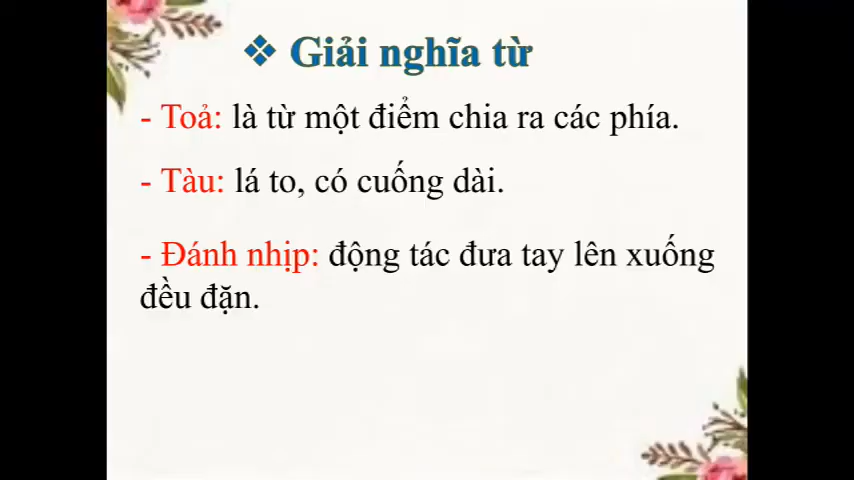 ❖ Giải nghĩa từ
- Toả: là từ một điểm chia ra các phía.
- Tàu: lá to, có cuống dài.
- Đánh nhịp: động tác đưa tay lên xuống
đều đặn.